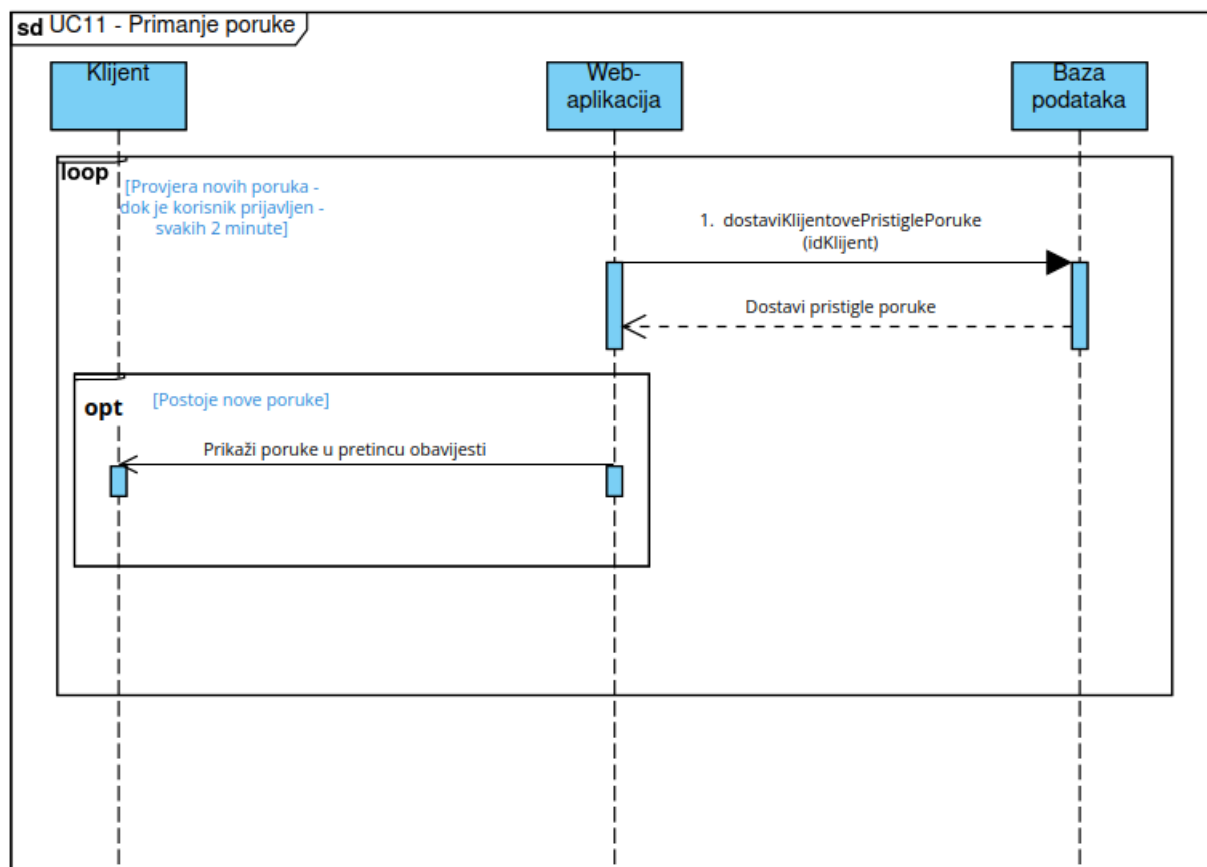 sd UC11 - Primanje poruke
Klijent
Web-
aplikacija
Baza
podataka
loop
[Provjera novih poruka -
dok je korisnik prijavljen -
svakih 2 minute]
1. dostaviKlijentovePristiglePoruke
(idKlijent)
Dostavi pristigle poruke
opt
[Postoje nove poruke]
Prikaži poruke u pretincu obavijesti